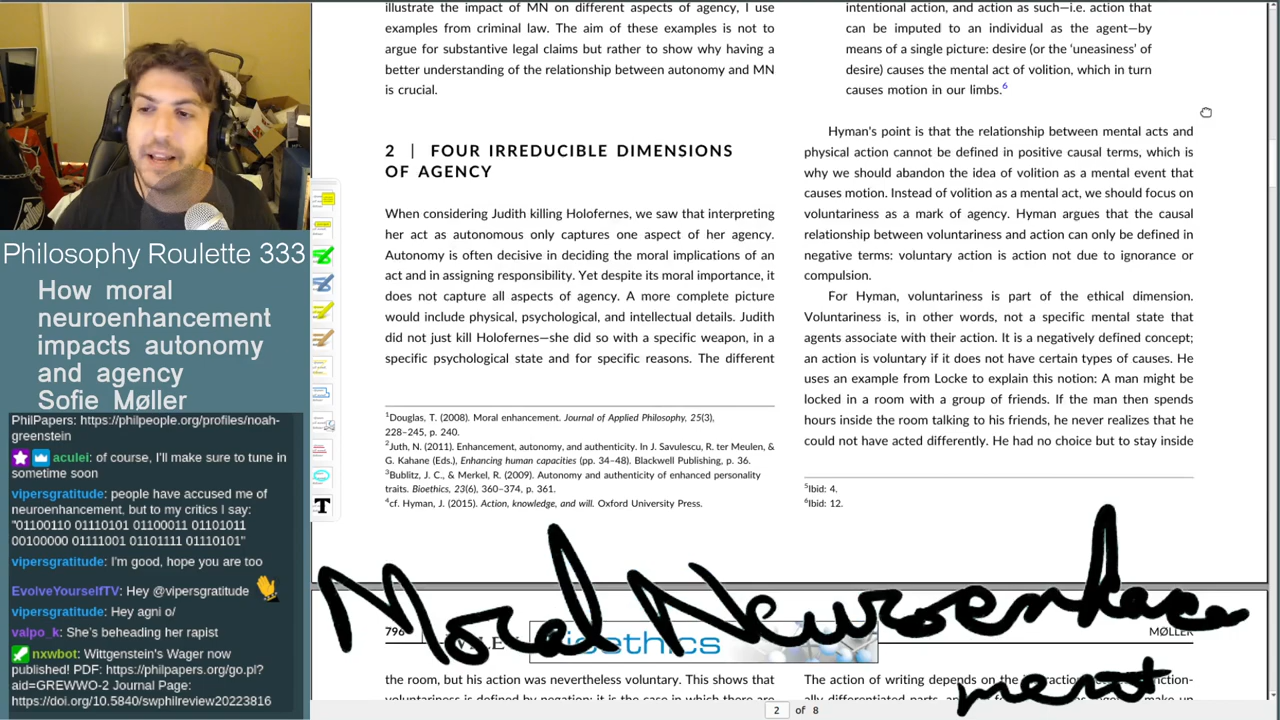 illustrate the impact of MN on different aspects of agency, I use
examples from criminal law. The aim of these examples is not to
argue for substantive legal claims but rather to show why having a
better understanding of the relationship between autonomy and MN
is crucial.
2 | FOUR IRREDUCIBLE DIMENSIONS
OF AGENCY
When considering Judith killing Holofernes, we saw that interpreting
her act as autonomous only captures one aspect of her agency.
Autonomy is often decisive in deciding the moral implications of an
act and in assigning responsibility. Yet despite its moral importance, it
does not capture all aspects of agency. A more complete picture
would include physical, psychological, and intellectual details. Judith
did not just kill Holofernes—she did so with a specific weapon, in a
specific psychological state and for specific reasons. The different
1Douglas, T. (2008). Moral enhancement. Journal of Applied Philosophy, 25(3),
228–245, p. 240.
2Juth, N. (2011). Enhancement, autonomy, and authenticity. In J. Savulescu, R. ter Meulen, &
G. Kahane (Eds.), Enhancing human capacities (pp. 34–48). Blackwell Publishing, p. 36.
3Bublitz, J. C., & Merkel, R. (2009). Autonomy and authenticity of enhanced personality
traits. Bioethics, 23(6), 360–374, p. 361.
4cf. Hyman, J. (2015). Action, knowledge, and will. Oxford University Press.
intentional action, and action as such—i.e. action that
can be imputed to an individual as the agent—by
means of a single picture: desire (or the ‘uneasiness’ of
desire) causes the mental act of volition, which in turn
causes motion in our limbs.6
Hyman's point is that the relationship between mental acts and
physical action cannot be defined in positive causal terms, which is
why we should abandon the idea of volition as a mental event that
causes motion. Instead of volition as a mental act, we should focus on
voluntariness as a mark of agency. Hyman argues that the causal
relationship between voluntariness and action can only be defined in
negative terms: voluntary action is action not due to ignorance or
compulsion.
For Hyman, voluntariness is part of the ethical dimension.
Voluntariness is, in other words, not a specific mental state that
agents associate with their action. It is a negatively defined concept;
an action is voluntary if it does not have certain types of causes. He
uses an example from Locke to explain this notion. A man might be
locked in a room with a group of friends. If the man then spends
hours inside the room talking to his friends, he never realizes that he
could not have acted differently. He had no choice but to stay inside
5Ibid: 4.
6Ibid: 12.
Philosophy Roulette 333
How moral
neuroenhancement
impacts autonomy
and agency
Sofie Møller
PhilPapers: https://philpeople.org/profiles/noah-
greenstein
aculei: of course, I'll make sure to tune in
sometime soon
vipersgratitude: people have accused me of
neuroenhancement, but to my critics I say:
"01100110 01110101 01100011 01101011
00100000 01111001 01101111 01110101"
vipersgratitude: I'm good, hope you are too
EvolveYourselfTV: Hey @vipersgratitude
vipersgratitude: Hey agni o/
valpo_k: She's beheading her rapist
nxwbot: Wittgenstein's Wager now
published! PDF: https://philpapers.org/go.pl?
aid=GREWWO-2 Journal Page:
https://doi.org/10.5840/swphilreview20223816
T
Moral Neuroenhance
ment
796
bioethics
MØLLER
the room, but his action was nevertheless voluntary. This shows that
voluntariness is defined by negation: it is the case in which there are
The action of writing depends on the interaction
2 of 8